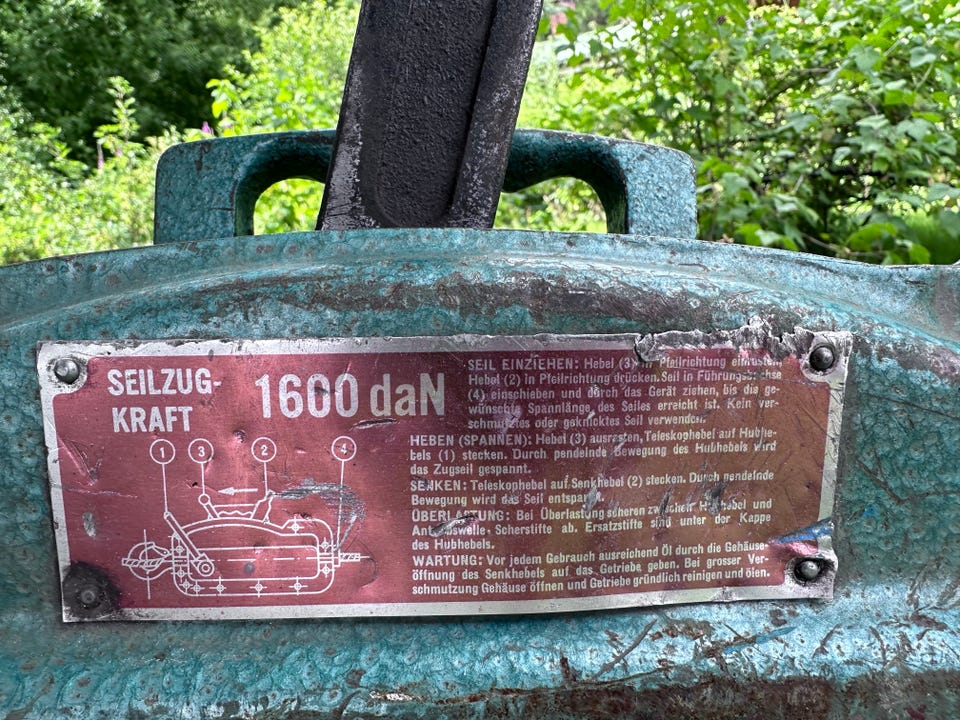 SEILZUG-
KRAFT
1600 daN
1
3
2
4
SEIL EINZIEHEN: Hebel (3) in Pfeilrichtung einrasten,
Hebel (2) in Pfeilrichtung drücken. Seil in Führungsbuchse
(4) einschieben und durch das Gerät ziehen, bis die ge-
wünschte Spannlänge des Seiles erreicht ist. Kein ver-
schmutztes oder geknicktes Seil verwenden.
HEBEN (SPANNEN): Hebel (3) ausrasten, Teleskophebel auf Hubhe-
bels (1) stecken. Durch pendelnde Bewegung des Hubhebels wird
das Zugseil gespannt.
SENKEN: Teleskophebel auf Senkhebel (2) stecken. Durch pendelnde
Bewegung wird das Seil entspannt.
ÜBERLASTUNG: Bei Überlastung scheren zwischen Hubhebel und
Antriebswelle Scherstifte ab. Ersatzstifte sind unter der Kappe
des Hubhebels.
WARTUNG: Vor jedem Gebrauch ausreichend Öl durch die Gehäuse-
öffnung des Senkhebels auf das Getriebe geben. Bei grosser Ver-
schmutzung Gehäuse öffnen und Getriebe gründlich reinigen und ölen.